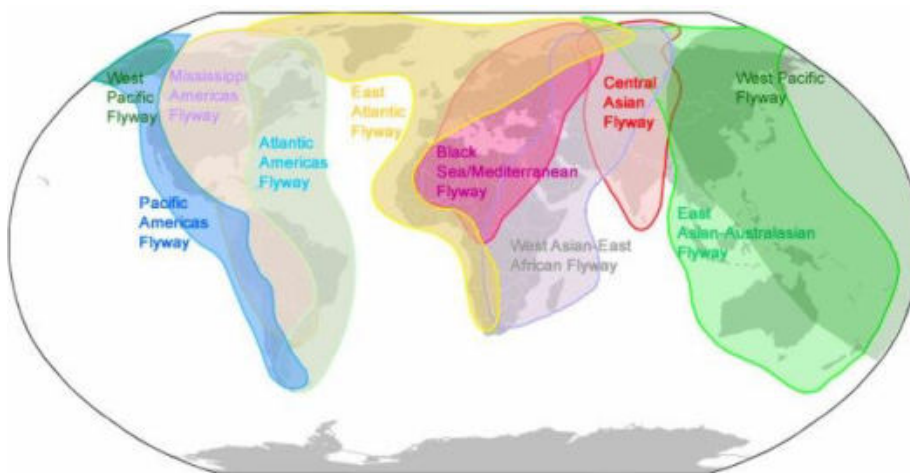 West
Pacific
Flyway
Mississippi
Americas
Flyway
East
Atlantic
Flyway
Atlantic
Americas
Flyway
Pacific
Americas
Flyway
Black
Sea/Mediterranean
Flyway
Central
Asian
Flyway
West Pacific
Flyway
West Asian-East
African Flyway
East
Asian-Australasian
Flyway